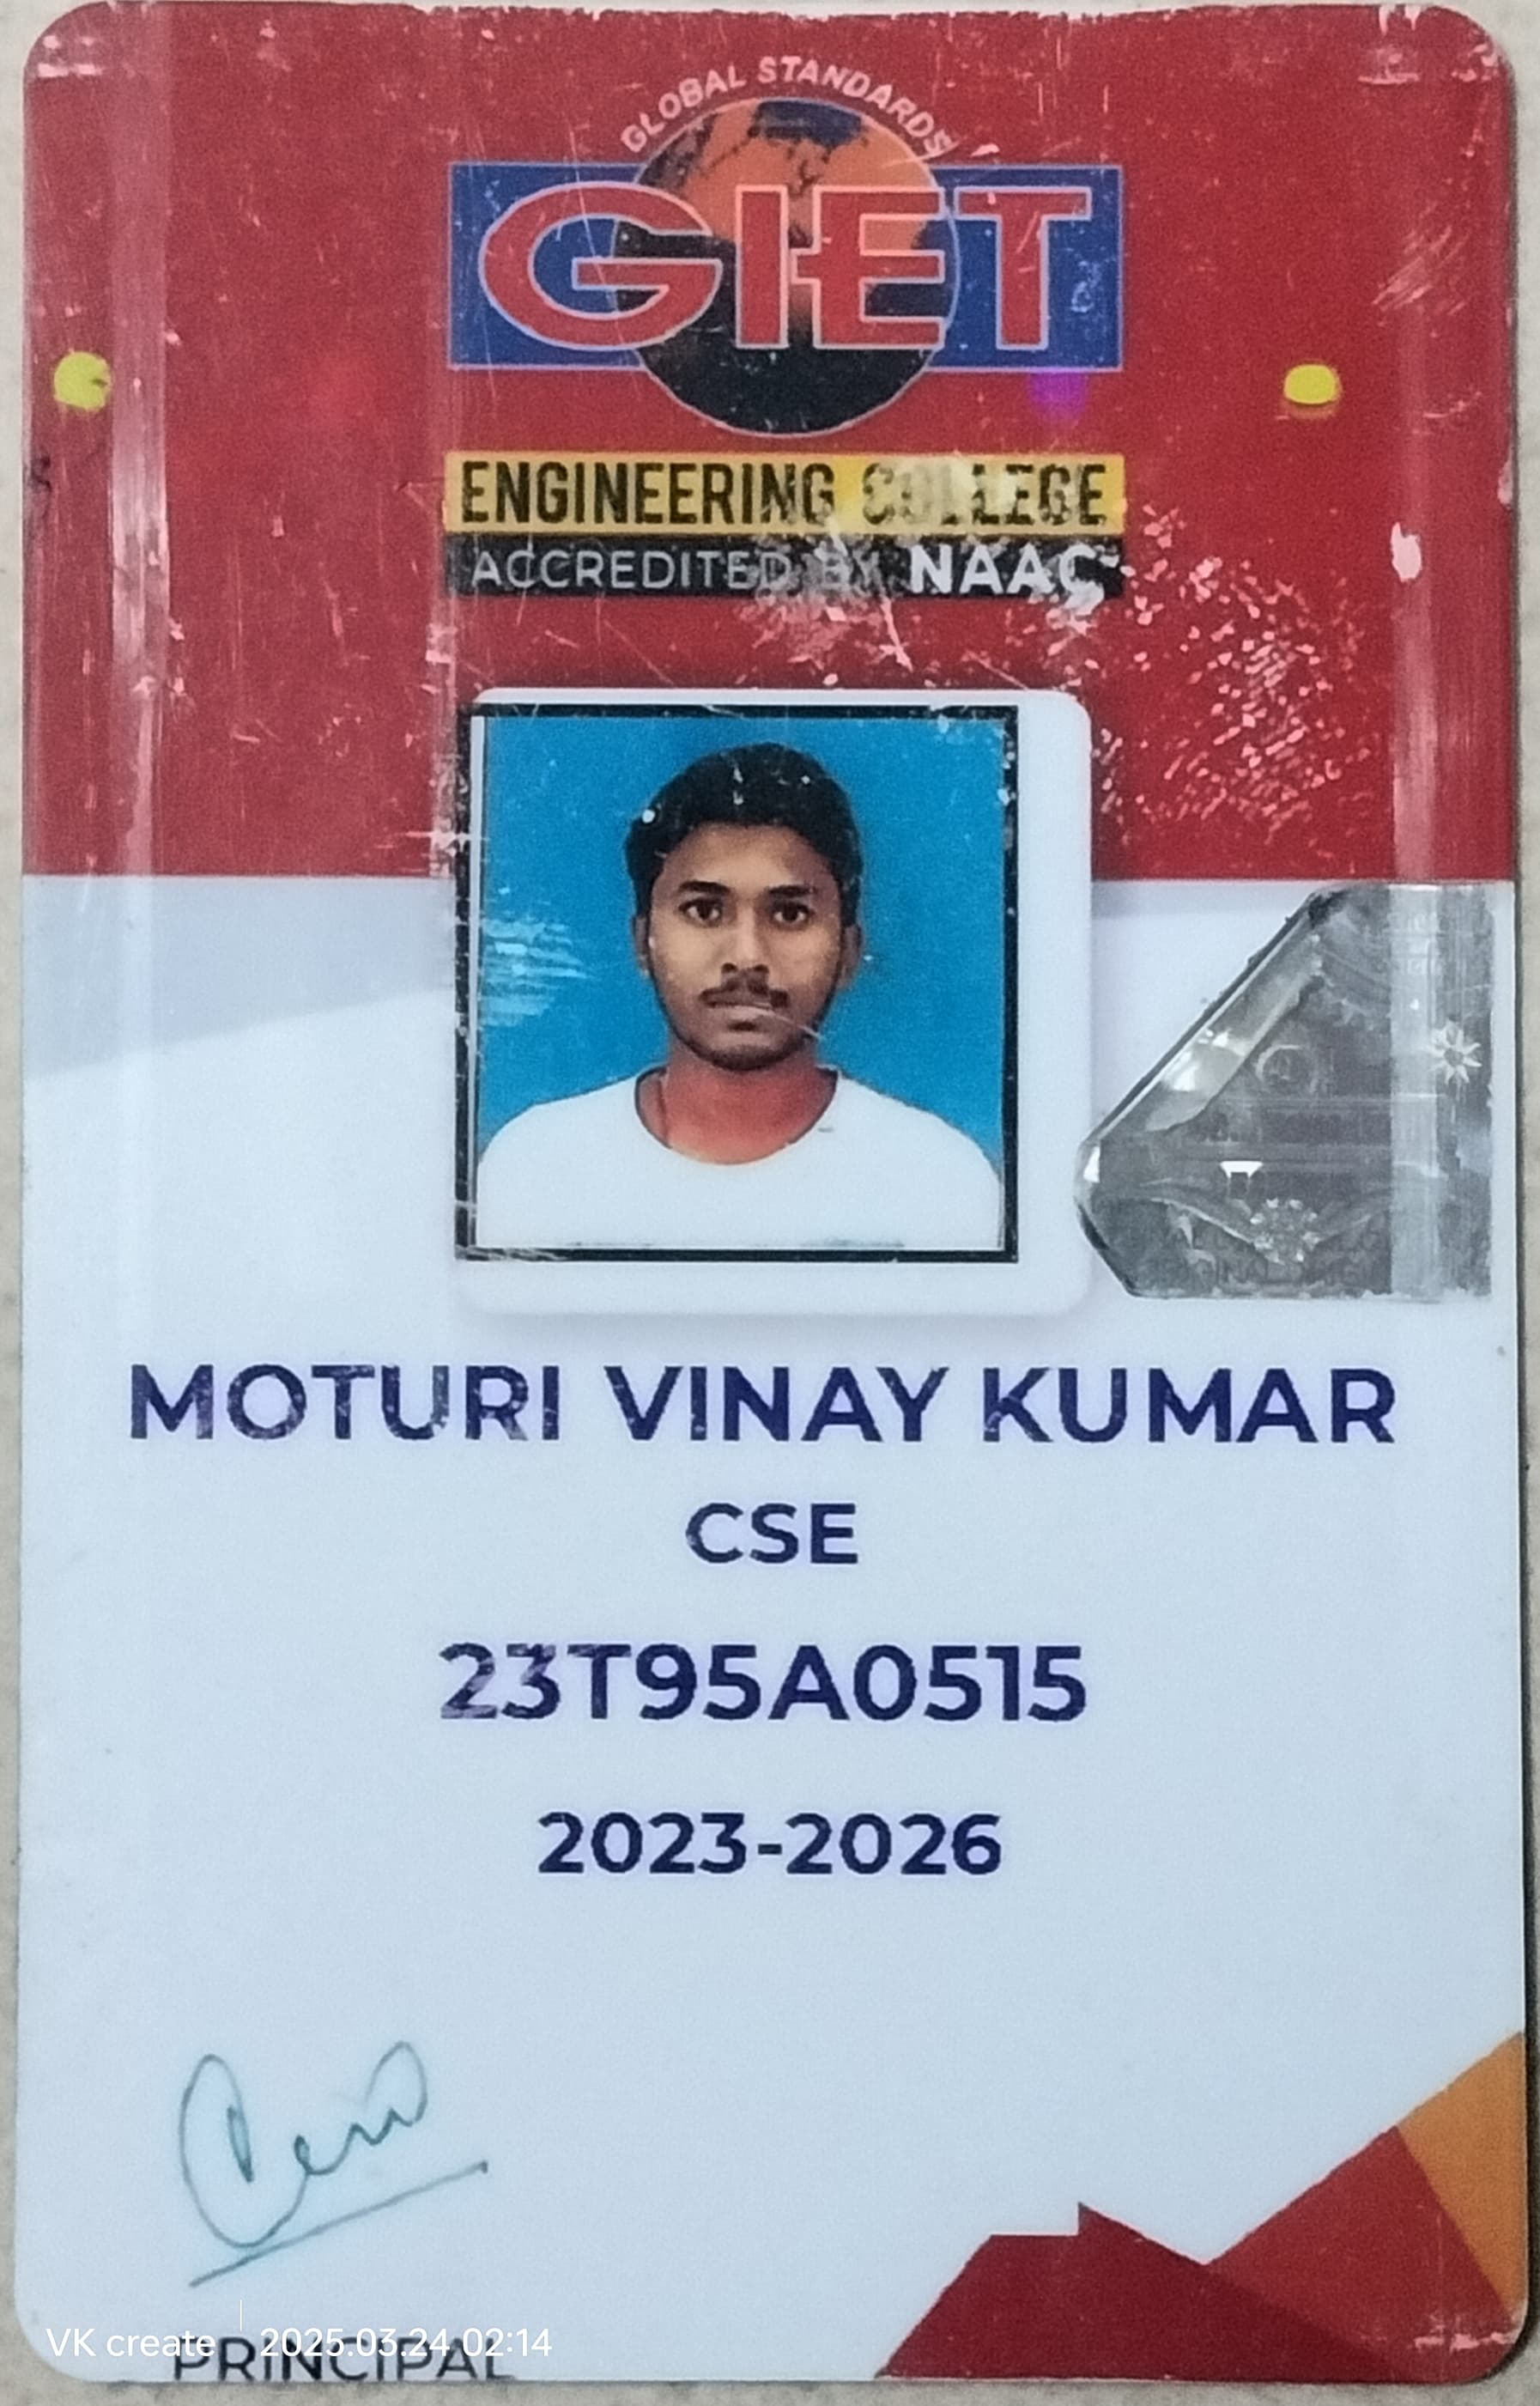 GLOBAL STANDARDS
GIET
ENGINEERING COLLEGE
ACCREDITED BY NAAC
MOTURI VINAY KUMAR
CSE
23T95A0515
2023-2026
PRINCIPAL
VK create | 2025.03.24 02:14